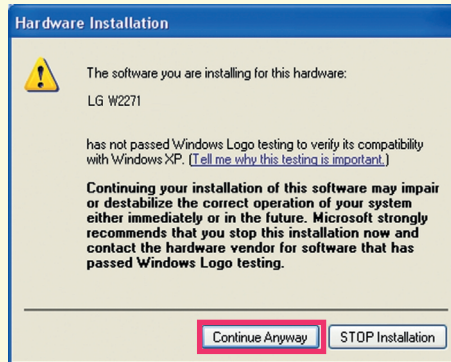 Hardware Installation
The software you are installing for this hardware:
LG W2271
has not passed Windows Logo testing to verify its compatibility
with Windows XP. (Tell me why this testing is important.)
Continuing your installation of this software may impair
or destabilize the correct operation of your system
either immediately or in the future. Microsoft strongly
recommends that you stop this installation now and
contact the hardware vendor for software that has
passed Windows Logo testing.
Continue Anyway STOP Installation